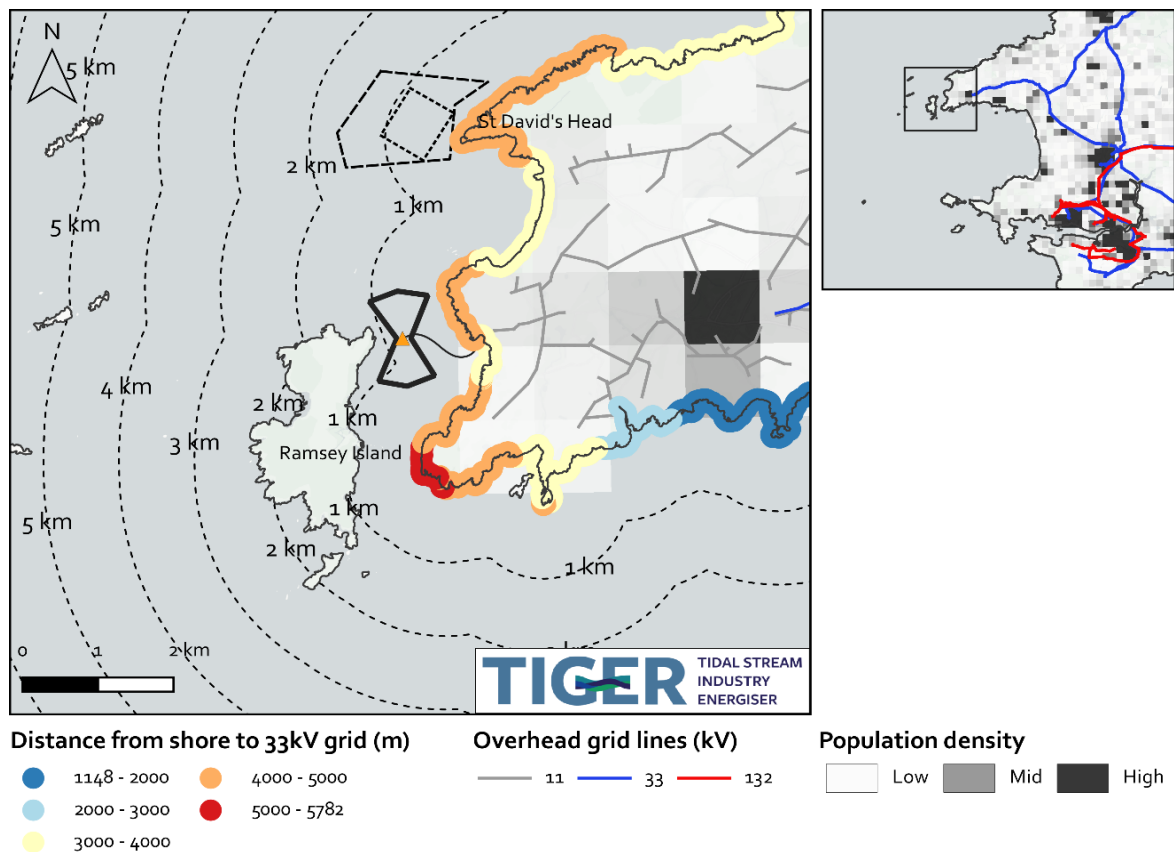 N
5 km
St David's Head
2 km
5 km
1 km
4 km
2 km
1 km
3 km
Ramsey Island
1 km
5 km
2 km
1 km
0 1 2 km
TIGER
TIDAL STREAM
INDUSTRY
ENERGISER
Distance from shore to 33kV grid (m)
1148 - 2000
2000 - 3000
3000 - 4000
4000 - 5000
5000 - 5782
Overhead grid lines (kV)
11 33 132
Population density
Low Mid High